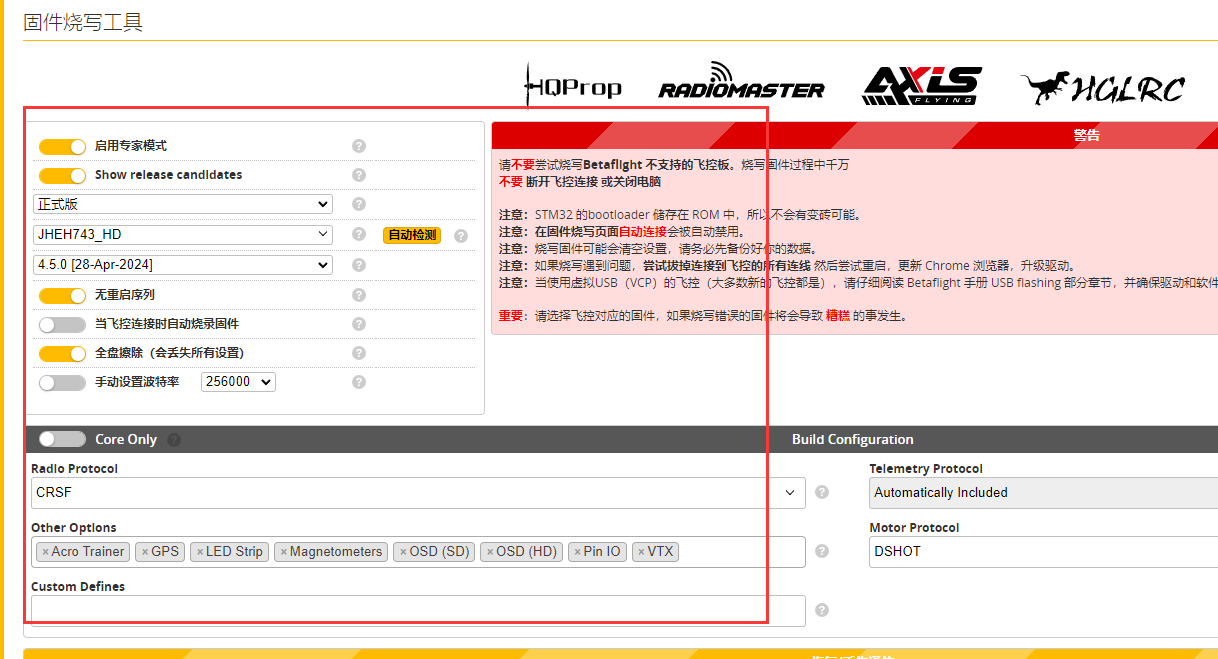 固件烧写工具
HQProp RADIOMASTER AXIS FLYING HGLRC
启用专家模式
Show release candidates
正式版
JHEH743_HD 自动检测
4.5.0 [28-Apr-2024]
无重启序列
当飞控连接时自动烧录固件
全盘擦除（会丢失所有设置）
手动设置波特率 256000
警告
请不要尝试烧写Betaflight 不支持的飞控板。烧写固件过程中千万
不要 断开飞控连接 或关闭电脑
注意：STM32 的bootloader 储存在 ROM 中，所以不会有变砖可能。
注意：在固件烧写页面自动连接会被自动禁用。
注意：烧写固件可能会清空设置，请务必先备份好你的数据。
注意：如果烧写遇到问题，尝试拔掉连接到飞控的所有连线 然后尝试重启，更新 Chrome 浏览器，升级驱动。
注意：当使用虚拟USB（VCP）的飞控（大多数新的飞控都是），请仔细阅读 Betaflight 手册 USB flashing 部分章节，并确保驱动和软件
重要：请选择飞控对应的固件，如果烧写错误的固件将会导致 糟糕 的事发生。
Core Only Build Configuration
Radio Protocol
CRSF
Telemetry Protocol
Automatically Included
Other Options
×Acro Trainer ×GPS ×LED Strip ×Magnetometers ×OSD (SD) ×OSD (HD) ×Pin IO ×VTX
Motor Protocol
DSHOT
Custom Defines